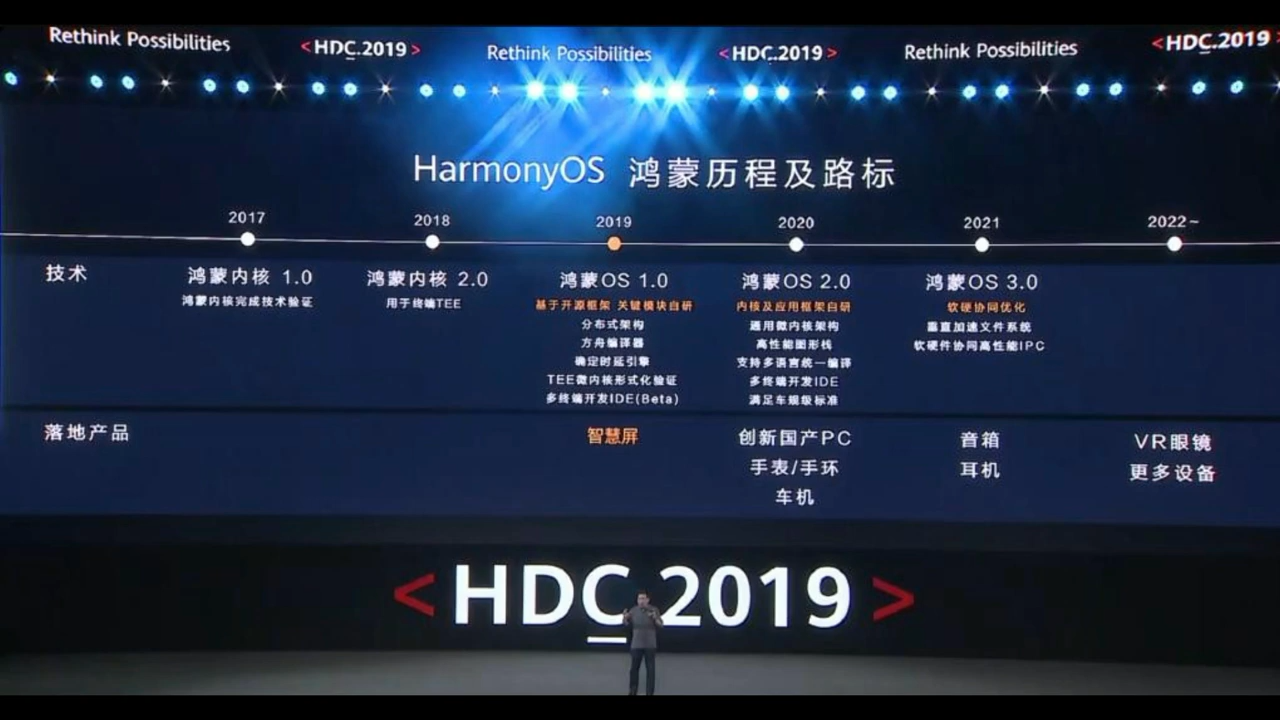 Rethink Possibilities
<HDC.2019>
Rethink Possibilities
<HDC.2019>
Rethink Possibilities
<HDC.2019
HarmonyOS 鸿蒙历程及路标
2017
2018
2019
2020
2021
2022~
技术
鸿蒙内核 1.0
鸿蒙内核完成技术验证
鸿蒙内核 2.0
用于终端TEE
鸿蒙OS 1.0
基于开源框架 关键模块自研
分布式架构
方舟编译器
确定时延引擎
TEE微内核形式化验证
多终端开发IDE(Beta)
鸿蒙OS 2.0
内核及应用框架自研
通用微内核架构
高性能图形栈
支持多语言统一编译
多终端开发IDE
满足车规级标准
鸿蒙OS 3.0
软硬协同优化
垂直加速文件系统
软硬件协同高性能IPC
落地产品
智慧屏
创新国产PC
手表/手环
车机
音箱
耳机
VR眼镜
更多设备
<HDC.2019>